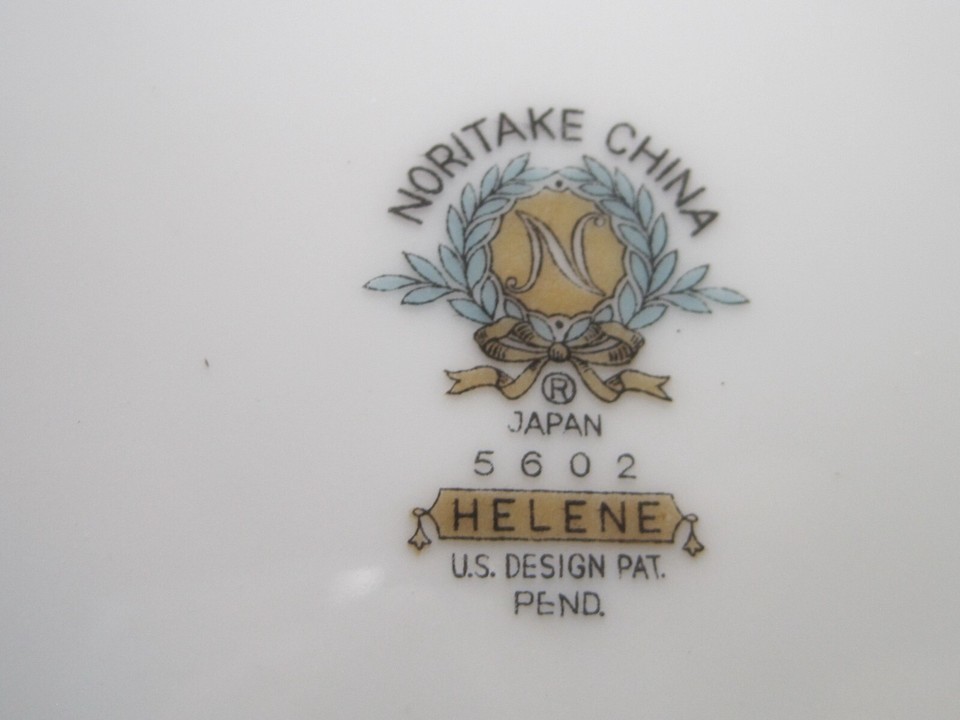 NORITAKE CHINA
N
®
JAPAN
5602
HELENE
U.S. DESIGN PAT.
PEND.